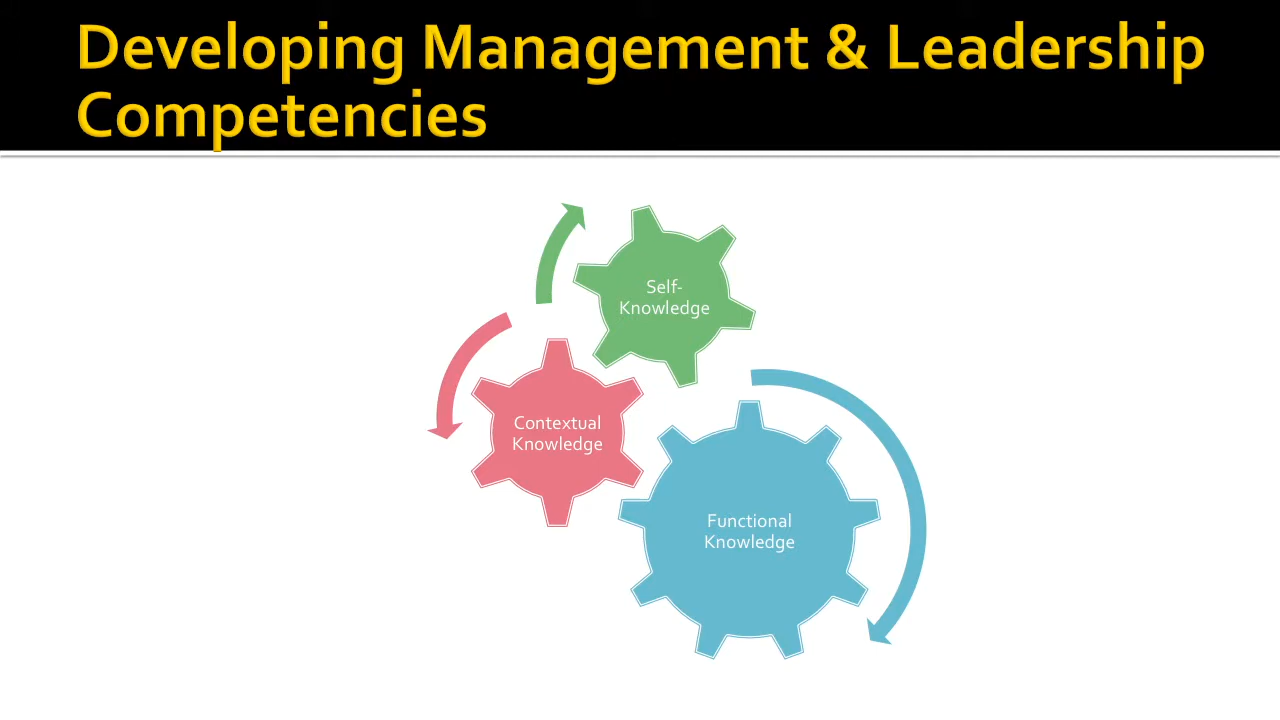 Developing Management & Leadership
Competencies
Self-
Knowledge
Contextual
Knowledge
Functional
Knowledge